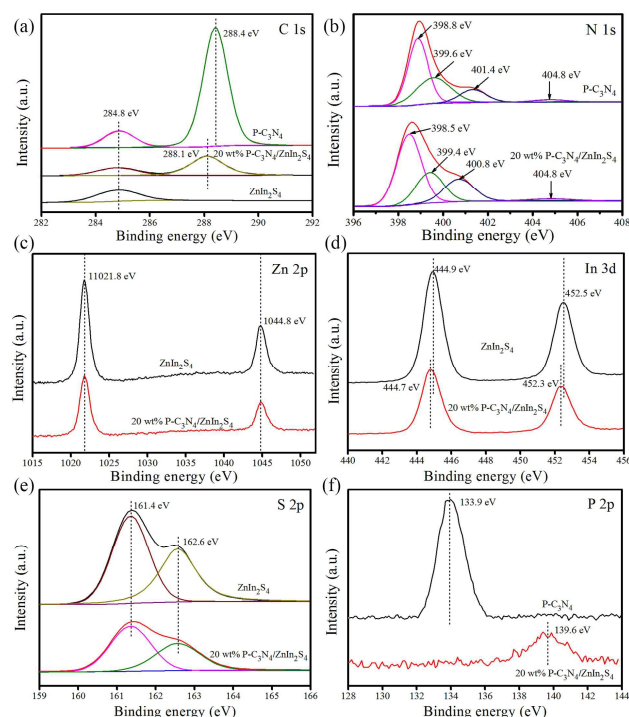 (a)
C 1s
288.4 eV
284.8 eV
P-C3N4
288.1 eV
20 wt% P-C3N4/ZnIn2S4
ZnIn2S4
Intensity (a.u.)
282 284 286 288 290 292
Binding energy (eV)
(b)
N 1s
398.8 eV
399.6 eV
401.4 eV
404.8 eV
P-C3N4
398.5 eV
20 wt% P-C3N4/ZnIn2S4
399.4 eV
400.8 eV
404.8 eV
Intensity (a.u.)
396 398 400 402 404 406 408
Binding energy (eV)
(c)
Zn 2p
11021.8 eV
1044.8 eV
ZnIn2S4
20 wt% P-C3N4/ZnIn2S4
Intensity (a.u.)
1015 1020 1025 1030 1035 1040 1045 1050
Binding energy (eV)
(d)
In 3d
444.9 eV
452.5 eV
ZnIn2S4
444.7 eV
452.3 eV
20 wt% P-C3N4/ZnIn2S4
Intensity (a.u.)
440 442 444 446 448 450 452 454 456
Binding energy (eV)
(e)
S 2p
161.4 eV
162.6 eV
ZnIn2S4
20 wt% P-C3N4/ZnIn2S4
Intensity (a.u.}
159 160 161 162 163 164 165 166
Binding energy (eV)
(f)
P 2p
133.9 eV
P-C3N4
139.6 eV
20 wt% P-C3N4/ZnIn2S4
Intensity (a.u.)
128 130 132 134 136 138 140 142 144
Binding energy (eV)